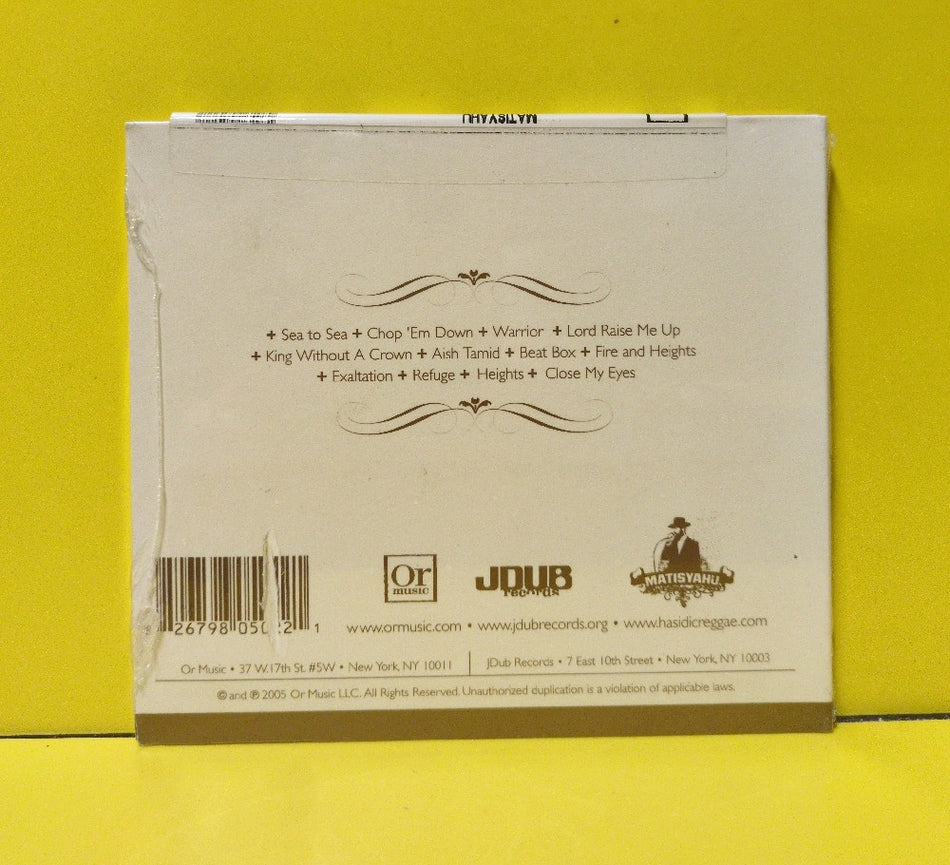 MATISYAHU
+ Sea to Sea + Chop 'Em Down + Warrior + Lord Raise Me Up
+ King Without A Crown + Aish Tamid + Beat Box + Fire and Heights
+ Exaltation + Refuge + Heights + Close My Eyes
Or
music
JDUB
records
MATISYAHU
26798 05 22 1
www.ormusic.com • www.jdubrecords.org • www.hasidicreggae.com
Or Music • 37 W.17th St. #5W • New York, NY 10011 | JDub Records • 7 East 10th Street • New York, NY 10003
© and ℗ 2005 Or Music LLC. All Rights Reserved. Unauthorized duplication is a violation of applicable laws.